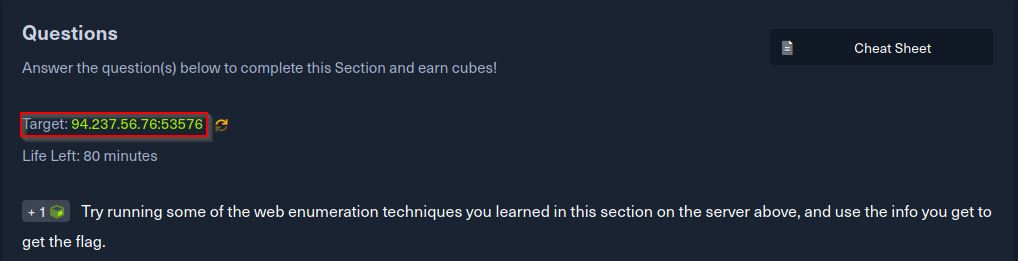 Questions
Cheat Sheet
Answer the question(s) below to complete this Section and earn cubes!
Target: 94.237.56.76:53576
Life Left: 80 minutes
+ 1 Try running some of the web enumeration techniques you learned in this section on the server above, and use the info you get to
get the flag.